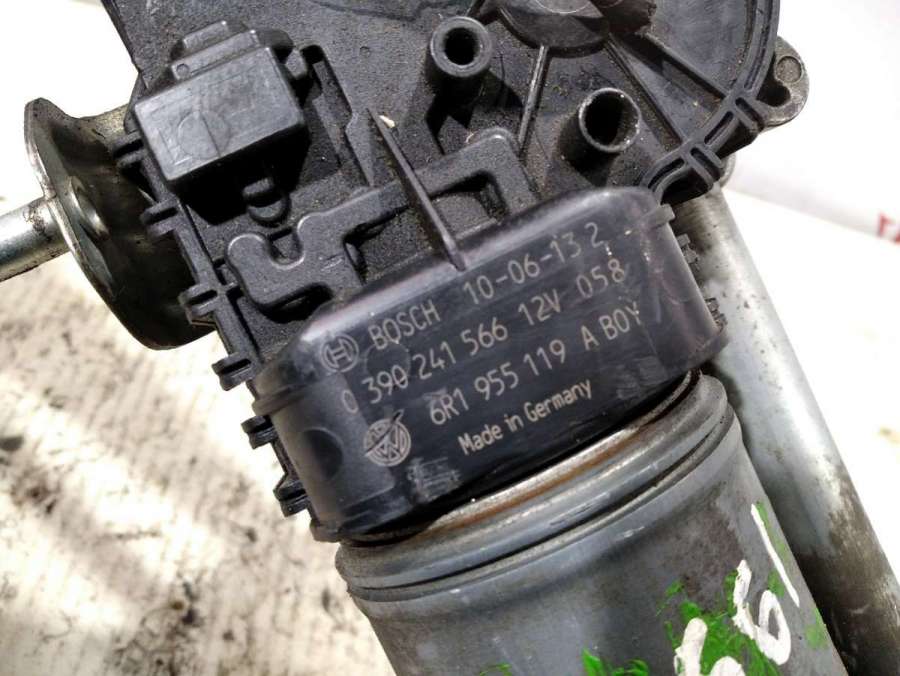 BOSCH 10-06-13 2
0 390 241 566 12V 058
6R1 955 119 A BOY
Made in Germany